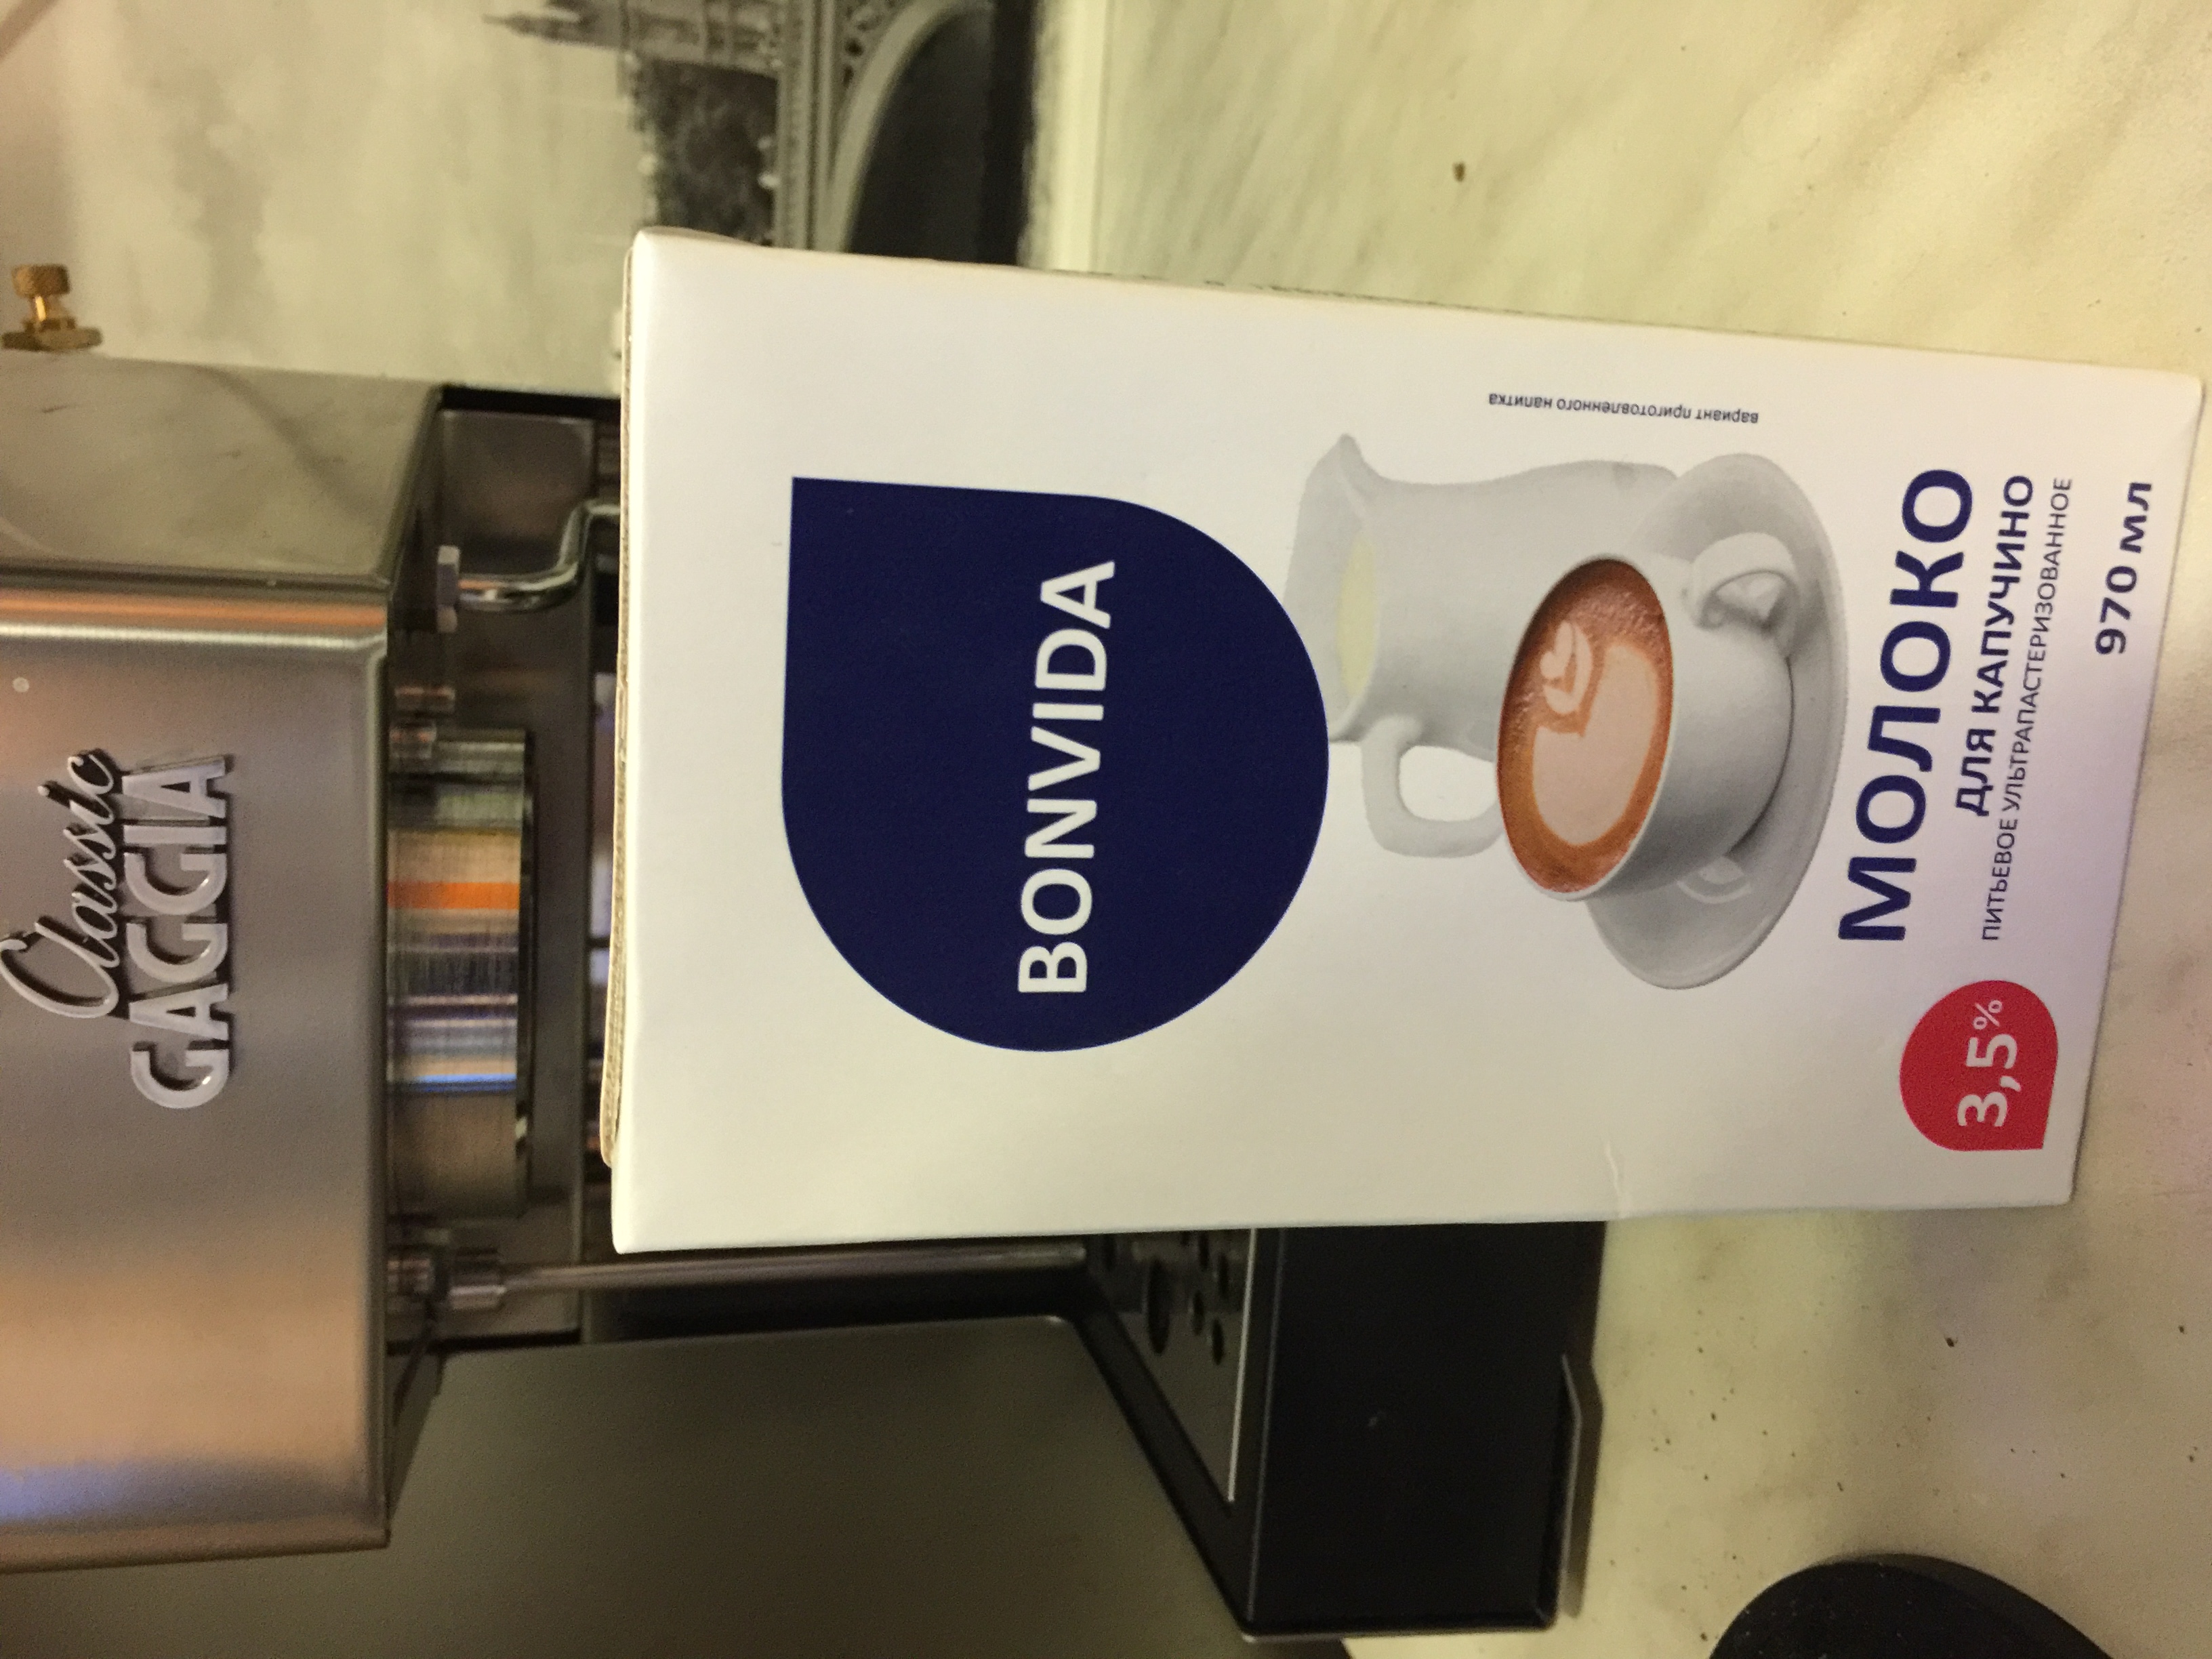 Classic
GAGGIA
BONVIDA
вариант приготовленного напитка
МОЛОКО
ДЛЯ КАПУЧИНО
ПИТЬЕВОЕ УЛЬТРАПАСТЕРИЗОВАННОЕ
3,5%
970 мл